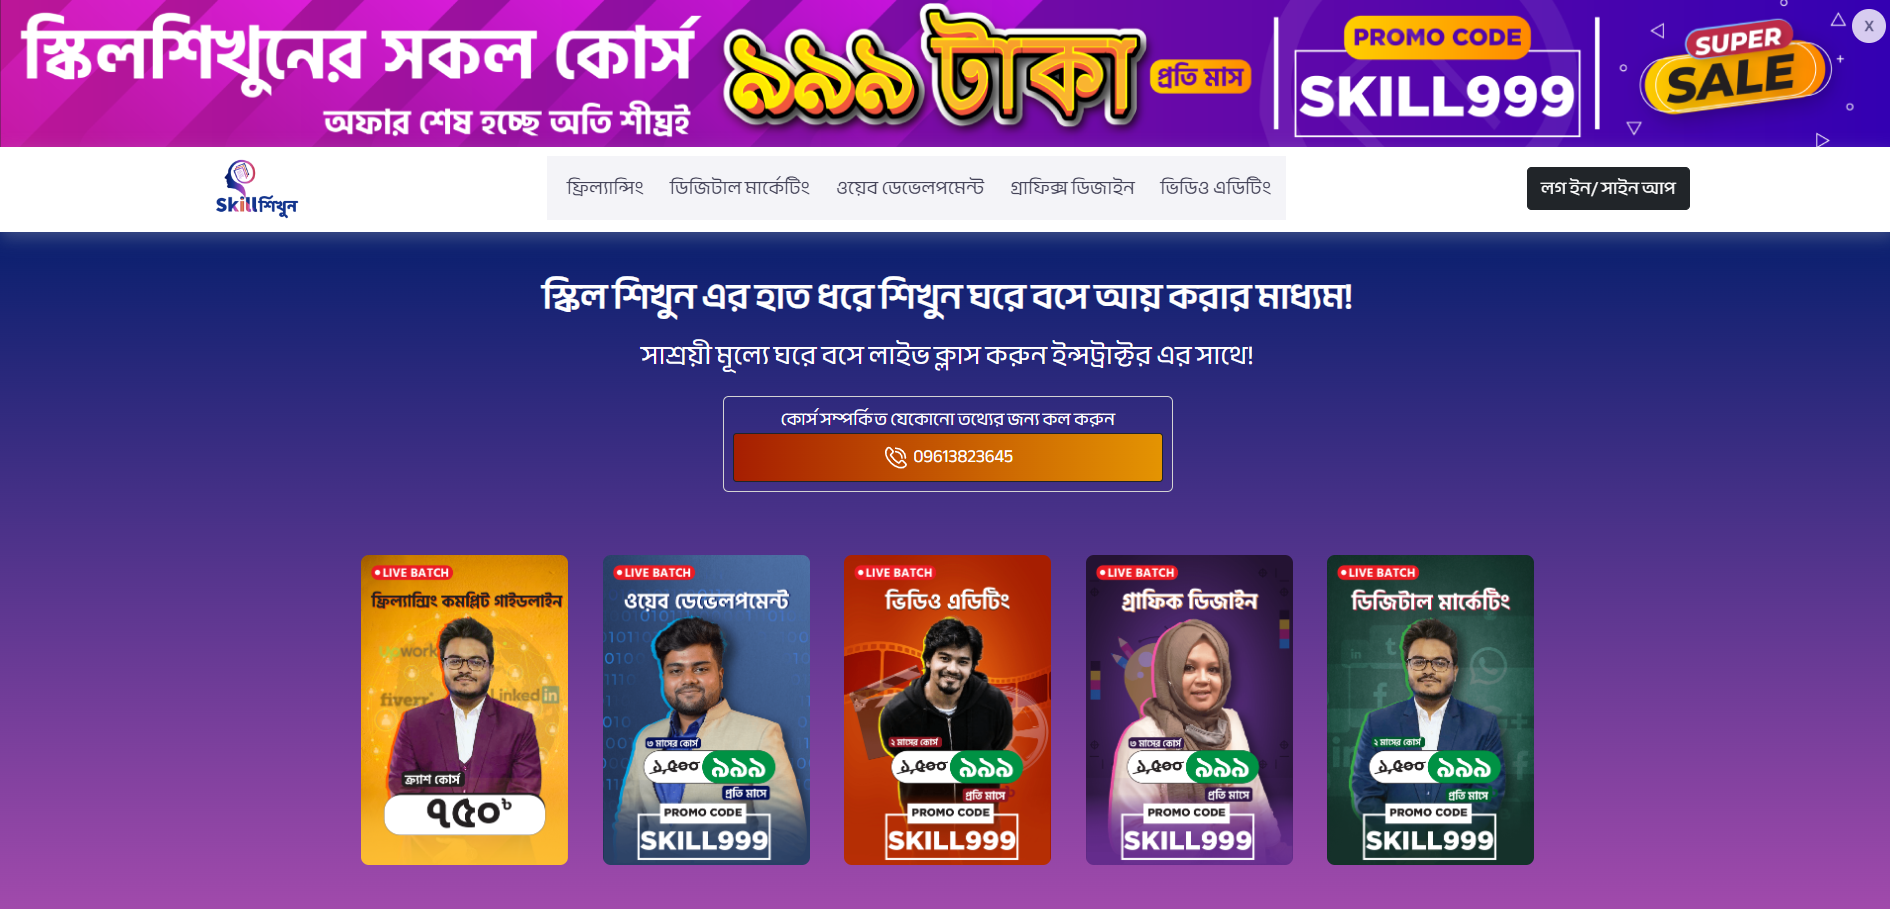 স্কিলশিখুনের সকল কোর্স
অফার শেষ হচ্ছে অতি শীঘ্রই
৯৯৯ টাকা
প্রতি মাস
PROMO CODE
SKILL999
SUPER
SALE
X
Skillশিখুন
ফ্রিল্যান্সিং ডিজিটাল মার্কেটিং ওয়েব ডেভেলপমেন্ট গ্রাফিক্স ডিজাইন ভিডিও এডিটিং
লগ ইন/ সাইন আপ
স্কিল শিখুন এর হাত ধরে শিখুন ঘরে বসে আয় করার মাধ্যম!
সাশ্রয়ী মূল্যে ঘরে বসে লাইভ ক্লাস করুন ইন্সট্রাক্টর এর সাথে!
কোর্স সম্পর্কিত যেকোনো তথ্যের জন্য কল করুন
09613823645
LIVE BATCH
ফ্রিল্যান্সিং কমপ্লিট গাইডলাইন
upwork
fiverr
Linked in
ক্র্যাশ কোর্স
৭৫০৳
LIVE BATCH
ওয়েব ডেভেলপমেন্ট
৩ মাসের কোর্স
১,৫০০ ৯৯৯
প্রতি মাসে
PROMO CODE
SKILL999
LIVE BATCH
ভিডিও এডিটিং
২ মাসের কোর্স
১,৫০০ ৯৯৯
প্রতি মাসে
PROMO CODE
SKILL999
LIVE BATCH
গ্রাফিক ডিজাইন
৩ মাসের কোর্স
১,৫০০ ৯৯৯
প্রতি মাসে
PROMO CODE
SKILL999
LIVE BATCH
ডিজিটাল মার্কেটিং
২ মাসের কোর্স
১,৫০০ ৯৯৯
প্রতি মাসে
PROMO CODE
SKILL999